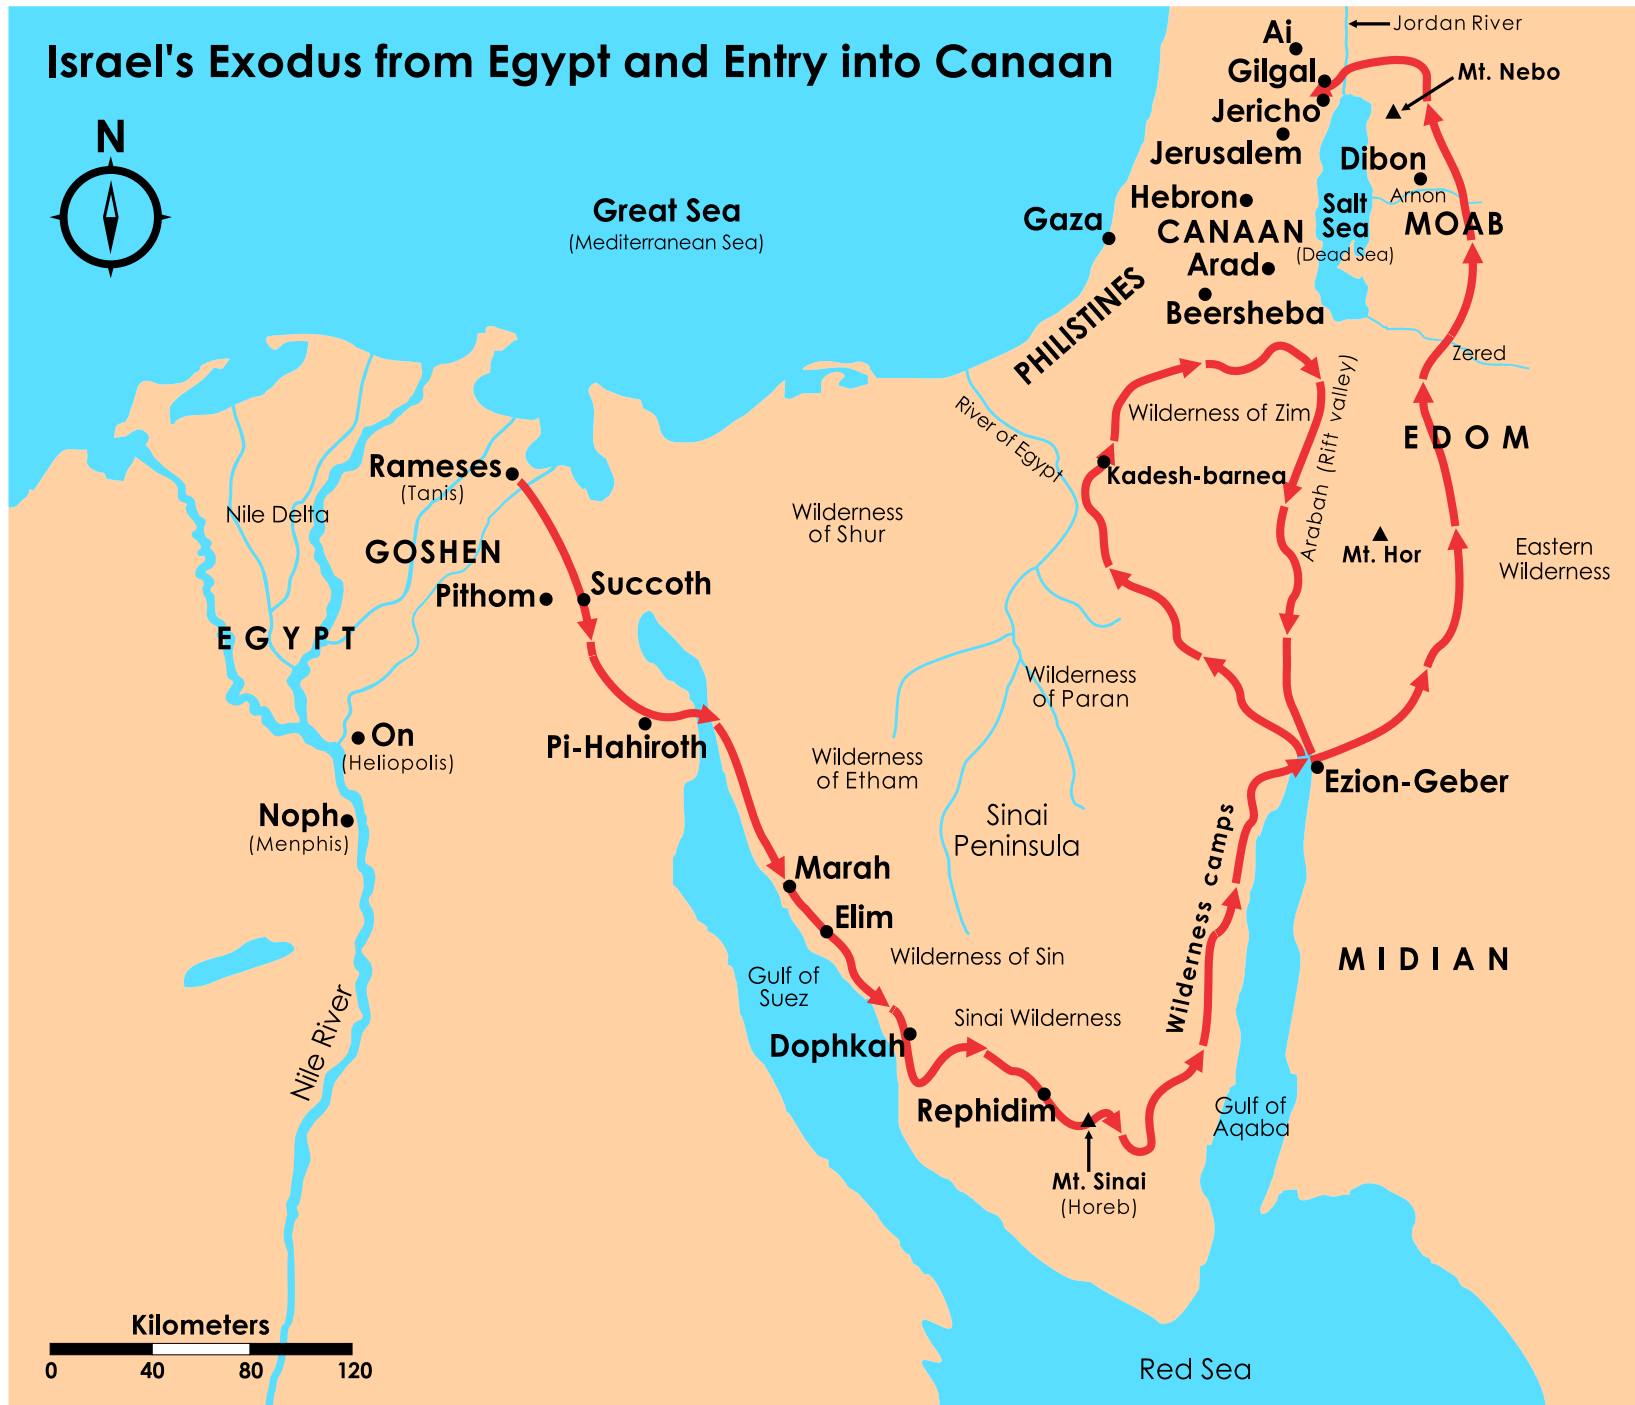 Israel's Exodus from Egypt and Entry into Canaan
N
Great Sea
(Mediterranean Sea)
Jordan River
Ai
Gilgal
Mt. Nebo
Jericho
Jerusalem
Dibon
Arnon
Hebron
Salt
Sea
(Dead Sea)
MOAB
Gaza
CANAAN
Arad
Beersheba
PHILISTINES
Zered
River of Egypt
Wilderness of Zim
Arabah (Rift valley)
EDOM
Kadesh-barnea
Mt. Hor
Eastern
Wilderness
Rameses
(Tanis)
Nile Delta
GOSHEN
Wilderness
of Shur
Pithom
Succoth
EGYPT
Wilderness
of Paran
On
(Heliopolis)
Pi-Hahiroth
Wilderness
of Etham
Ezion-Geber
Noph
(Menphis)
Sinai
Peninsula
Marah
Elim
Wilderness camps
Wilderness of Sin
MIDIAN
Gulf of
Suez
Nile River
Sinai Wilderness
Dophkah
Rephidim
Gulf of
Aqaba
Mt. Sinai
(Horeb)
Kilometers
0 40 80 120
Red Sea